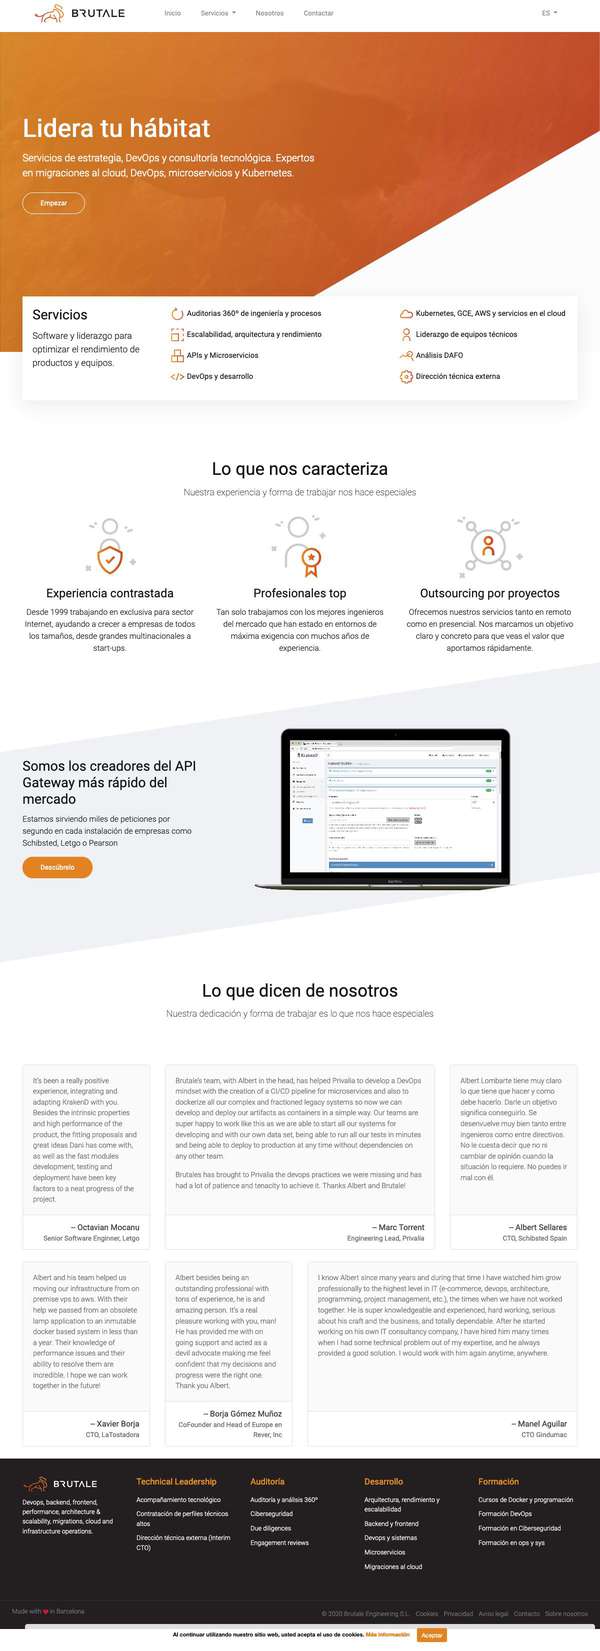 BRUTALE
Inicio Servicios Nosotros Contactar ES
Lidera tu hábitat
Servicios de estrategia, DevOps y consultoría tecnológica. Expertos
en migraciones al cloud, DevOps, microservicios y Kubernetes.
Empezar
Servicios
Software y liderazgo para
optimizar el rendimiento de
productos y equipos.
Auditorias 360º de ingeniería y procesos
Escalabilidad, arquitectura y rendimiento
APIs y Microservicios
DevOps y desarrollo
Kubernetes, GCE, AWS y servicios en el cloud
Liderazgo de equipos técnicos
Análisis DAFO
Dirección técnica externa
Lo que nos caracteriza
Nuestra experiencia y forma de trabajar nos hace especiales
Experiencia contrastada
Desde 1999 trabajando en exclusiva para sector
Internet, ayudando a crecer a empresas de todos
los tamaños, desde grandes multinacionales a
start-ups.
Profesionales top
Tan solo trabajamos con los mejores ingenieros
del mercado que han estado en entornos de
máxima exigencia con muchos años de
experiencia.
Outsourcing por proyectos
Ofrecemos nuestros servicios tanto en remoto
como en presencial. Nos marcamos un objetivo
claro y concreto para que veas el valor que
aportamos rápidamente.
Somos los creadores del API
Gateway más rápido del
mercado
Estamos sirviendo miles de peticiones por
segundo en cada instalación de empresas como
Schibsted, Letgo o Pearson
Descúbrelo
Lo que dicen de nosotros
Nuestra dedicación y forma de trabajar es lo que nos hace especiales
It's been a really positive
experience, integrating and
adapting KrakenD with you.
Besides the intrinsic properties
and high performance of the
product, the fitting proposals and
great ideas Dani has come with,
as well as the fast modules
development, testing and
deployment have been key
factors to a neat progress of the
project.
-- Octavian Mocanu
Senior Software Enginner, Letgo
Brutale's team, with Albert in the head, has helped Privalia to develop a DevOps
mindset with the creation of a CI/CD pipeline for microservices and also to
dockerize all our complex and fractioned legacy systems so now we can
develop and deploy our artifacts as containers in a simple way. Our teams are
super happy to work like this as we are able to start all our systems for
developing and with our own data set, being able to run all our tests in minutes
and being able to deploy to production at any time without dependencies on
any other team.
Brutales has brought to Privalia the devops practices we were missing and has
had a lot of patience and tenacity to achieve it. Thanks Albert and Brutale!
-- Marc Torrent
Engineering Lead, Privalia
Albert Lombarte tiene muy claro
lo que tiene que hacer y como
debe hacerlo. Darle un objetivo
significa conseguirlo. Se
desenvuelve muy bien tanto entre
ingenieros como entre directivos.
No le cuesta decir que no ni
cambiar de opinión cuando la
situación lo requiere. No puedes ir
mal con él.
-- Albert Sellares
CTO, Schibsted Spain
Albert and his team helped us
moving our infrastructure from on
premise vps to aws. With their
help we passed from an obsolete
lamp application to an inmutable
docker based system in less than
a year. Their knowledge of
performance issues and their
ability to resolve them are
incredible. I hope we can work
together in the future!
-- Xavier Borja
CTO, LaTostadora
Albert besides being an
outstanding professional with
tons of experience, he is and
amazing person. It's a real
pleasure working with you, man!
He has provided me with on
going support and acted as a
devil advocate making me feel
confident that my decisions and
progress were the right one.
Thank you Albert.
-- Borja Gómez Muñoz
CoFounder and Head of Europe en
Rever, Inc
I know Albert since many years and during that time I have watched him grow
professionally to the highest level in IT (e-commerce, devops, architecture,
programming, project management, etc.), the times when we have not worked
together. He is super knowledgeable and experienced, hard working, serious
about his craft and the business, and totally dependable. After he started
working on his own IT consultancy company, I have hired him many times
when I had some technical problem out of my expertise, and he always
provided a good solution. I would work with him again anytime, anywhere.
-- Manel Aguilar
CTO Gindumac
BRUTALE
Devops, backend, frontend,
performance, architecture &
scalability, migrations, cloud and
infrastructure operations.
Technical Leadership
Acompañamiento tecnológico
Contratación de perfiles técnicos
altos
Dirección técnica externa (Interim
CTO)
Auditoría
Auditoría y análisis 360º
Ciberseguridad
Due diligences
Engagement reviews
Desarrollo
Arquitectura, rendimiento y
escalabilidad
Backend y frontend
Devops y sistemas
Microservicios
Migraciones al cloud
Formación
Cursos de Docker y programación
Formación DevOps
Formación en Ciberseguridad
Formación en ops y sys
Made with ❤ in Barcelona
© 2020 Brutale Engineering S.L. Cookies Privacidad Aviso legal Contacto Sobre nosotros
Al continuar utilizando nuestro sitio web, usted acepta el uso de cookies. Más información Aceptar